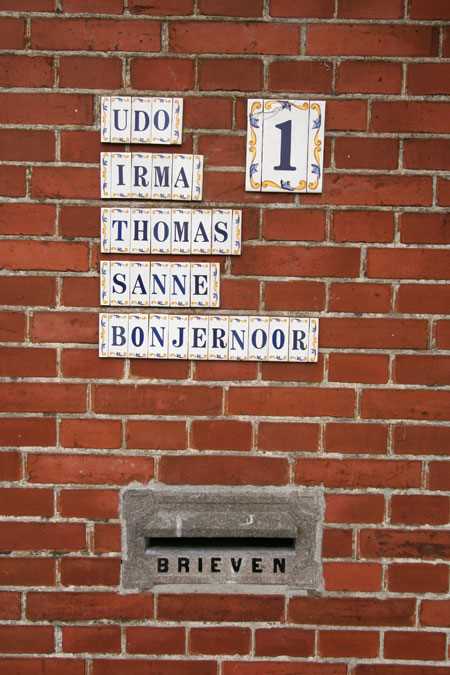 UDO
1
IRMA
THOMAS
SANNE
BONJERNOOR
BRIEVEN